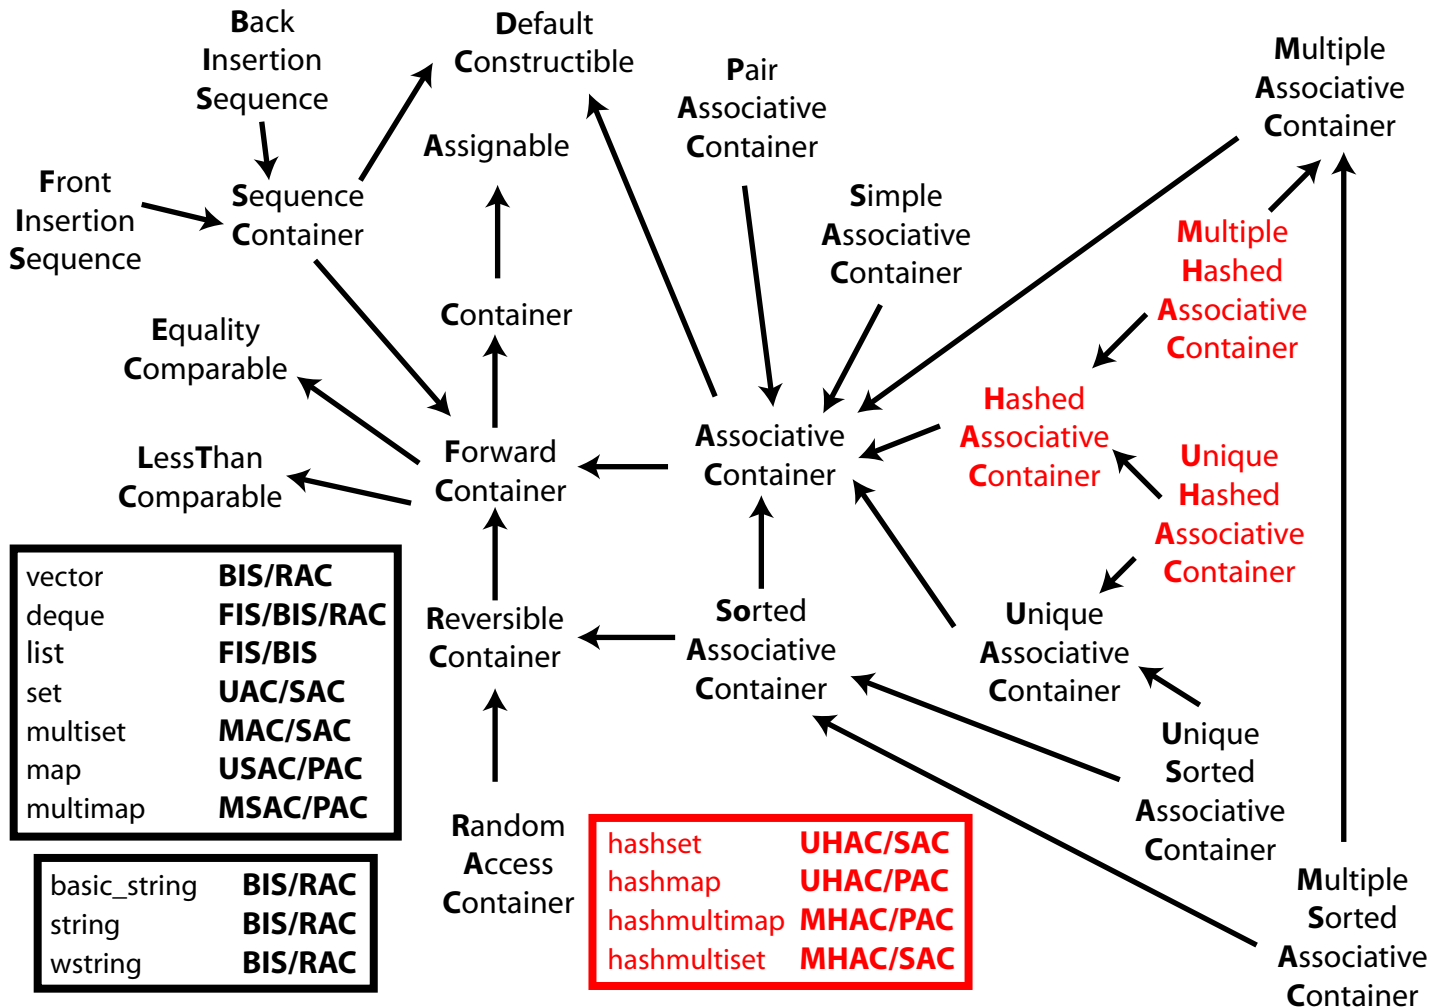 Back
Insertion
Sequence
Default
Constructible
Pair
Associative
Container
Multiple
Associative
Container
Assignable
Front
Insertion
Sequence
Sequence
Container
Simple
Associative
Container
Multiple
Hashed
Associative
Container
Container
Equality
Comparable
Hashed
Associative
Container
LessThan
Comparable
Forward
Container
Associative
Container
Unique
Hashed
Associative
Container
Reversible
Container
Sorted
Associative
Container
Unique
Associative
Container
Unique
Sorted
Associative
Container
Random
Access
Container
Multiple
Sorted
Associative
Container
vector BIS/RAC
deque FIS/BIS/RAC
list FIS/BIS
set UAC/SAC
multiset MAC/SAC
map USAC/PAC
multimap MSAC/PAC
basic_string BIS/RAC
string BIS/RAC
wstring BIS/RAC
hashset UHAC/SAC
hashmap UHAC/PAC
hashmultimap MHAC/PAC
hashmultiset MHAC/SAC